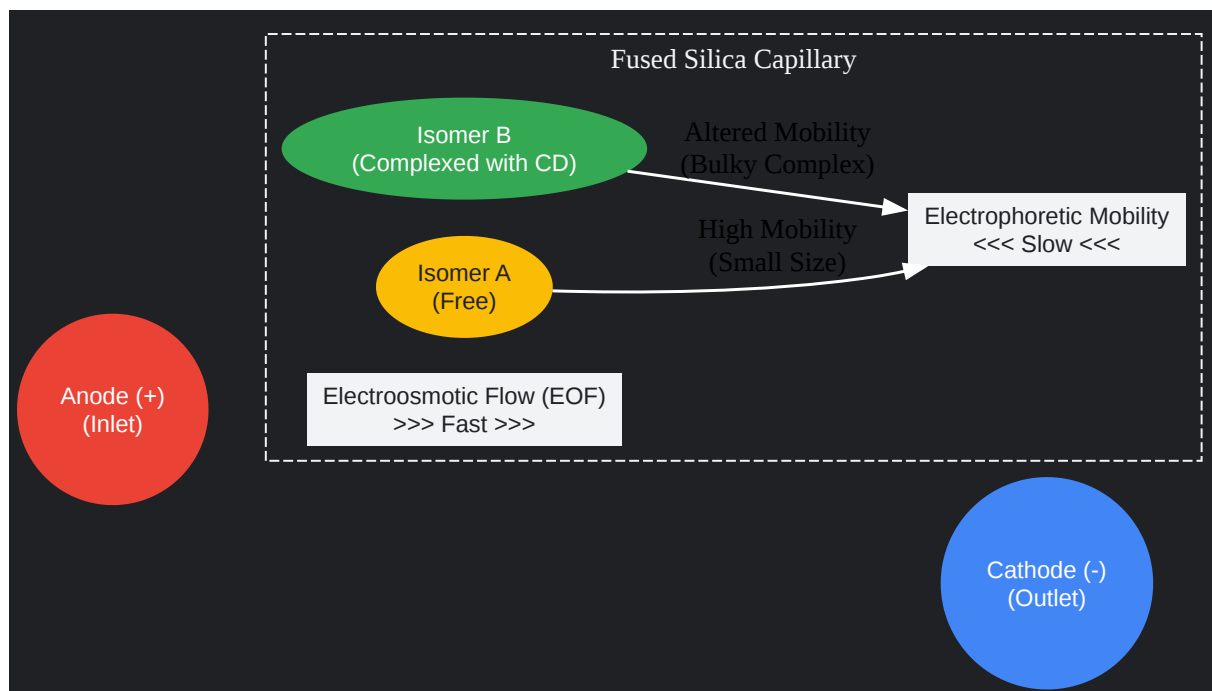 Fused Silica Capillary
Isomer B
(Complexed with CD)
Altered Mobility
(Bulky Complex)
Electrophoretic Mobility
<<< Slow <<<
High Mobility
(Small Size)
Isomer A
(Free)
Anode (+)
(Inlet)
Electroosmotic Flow (EOF)
>>> Fast >>>
Cathode (-)
(Outlet)